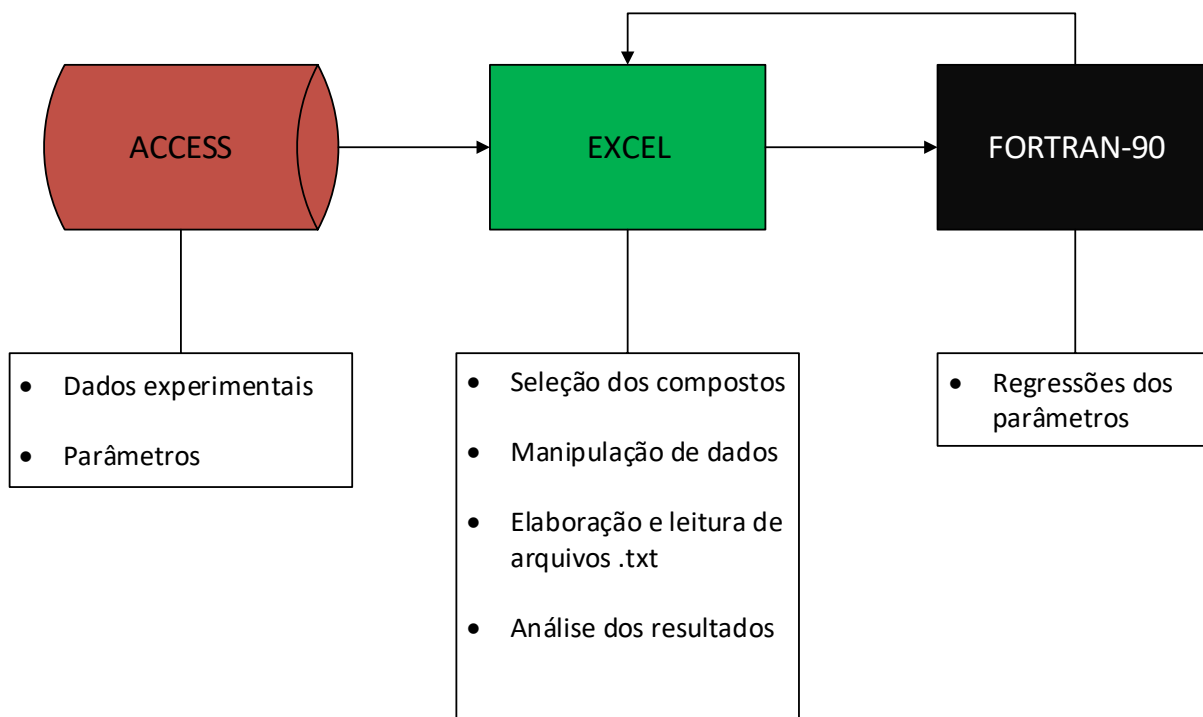 ACCESS
EXCEL
FORTRAN-90
• Dados experimentais
• Parâmetros
• Seleção dos compostos
• Manipulação de dados
• Elaboração e leitura de
arquivos .txt
• Análise dos resultados
• Regressões dos
parâmetros